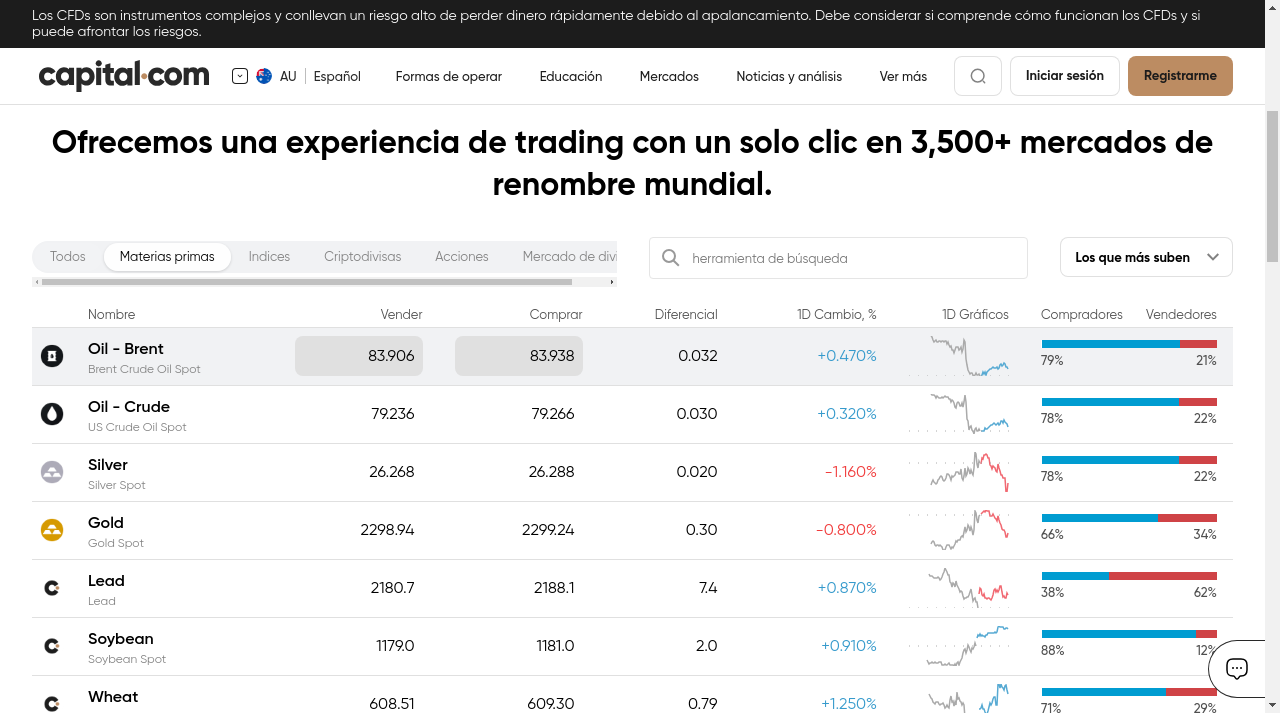 Los CFDs son instrumentos complejos y conllevan un riesgo alto de perder dinero rápidamente debido al apalancamiento. Debe considerar si comprende cómo funcionan los CFDs y si
puede afrontar los riesgos.
capital.com
AU
Español
Formas de operar
Educación
Mercados
Noticias y análisis
Ver más
Iniciar sesión
Registrarme
Ofrecemos una experiencia de trading con un solo clic en 3,500+ mercados de
renombre mundial.
Todos
Materias primas
Indices
Criptodivisas
Acciones
Mercado de divi
herramienta de búsqueda
Los que más suben
Nombre Vender Comprar Diferencial 1D Cambio, % 1D Gráficos Compradores Vendedores
Oil - Brent 83.906 83.938 0.032 +0.470%
Brent Crude Oil Spot 79% 21%
Oil - Crude 79.236 79.266 0.030 +0.320%
US Crude Oil Spot 78% 22%
Silver 26.268 26.288 0.020 -1.160%
Silver Spot 78% 22%
Gold 2298.94 2299.24 0.30 -0.800%
Gold Spot 66% 34%
Lead 2180.7 2188.1 7.4 +0.870%
Lead 38% 62%
Soybean 1179.0 1181.0 2.0 +0.910%
Soybean Spot 88% 12%
Wheat 608.51 609.30 0.79 +1.250%
71% 29%